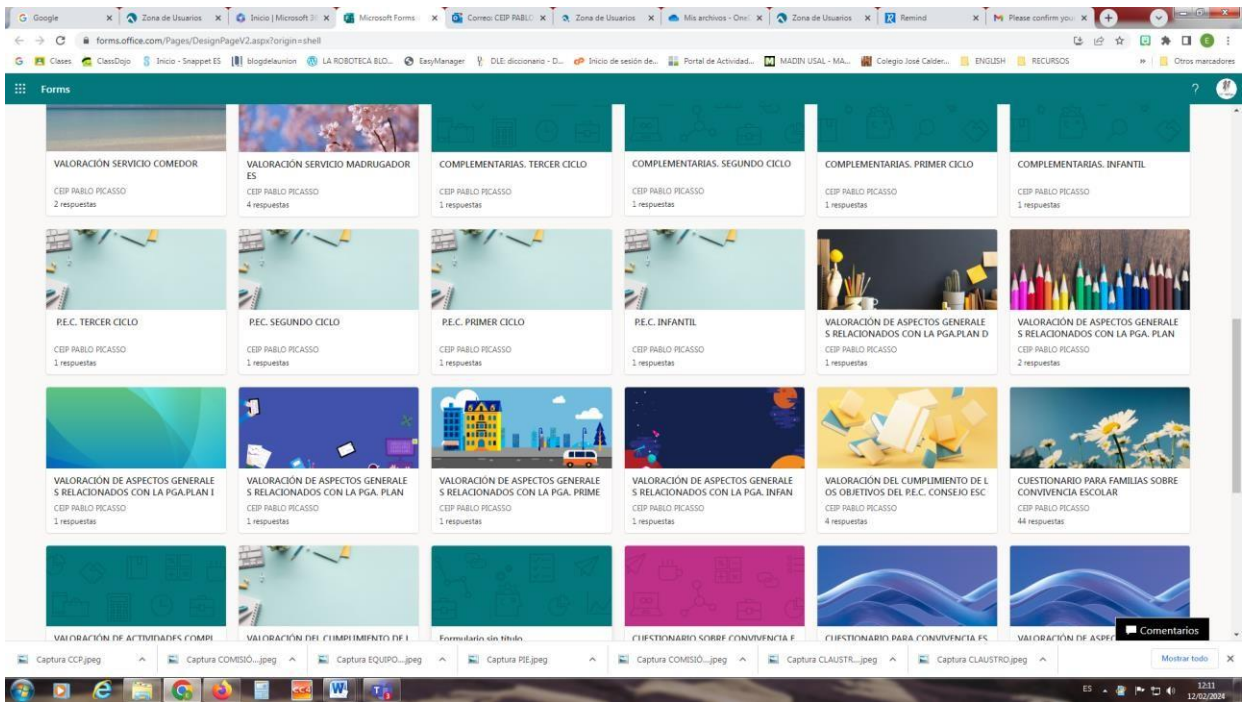 Google
Zona de Usuarios
Inicio | Microsoft 3
Microsoft Forms
Correo: CEIP PABLO
Zona de Usuarios
Mis archivos - One
Zona de Usuarios
Remind
Please confirm you
forms.office.com/Pages/DesignPageV2.aspx?origin=shell
Clases
ClassDojo
Inicio - Snappet ES
blogdelaunion
LA ROBOTECA BLO...
EasyManager
DLE: diccionario - D...
Inicio de sesión de...
Portal de Actividad...
MADIN USAL - MA...
Colegio José Calder...
ENGLISH
RECURSOS
Otros marcadores
Forms
?
VALORACIÓN SERVICIO COMEDOR
CEIP PABLO PICASSO
2 respuestas
VALORACIÓN SERVICIO MADRUGADOR
ES
CEIP PABLO PICASSO
4 respuestas
COMPLEMENTARIAS. TERCER CICLO
CEIP PABLO PICASSO
1 respuestas
COMPLEMENTARIAS. SEGUNDO CICLO
CEIP PABLO PICASSO
1 respuestas
COMPLEMENTARIAS. PRIMER CICLO
CEIP PABLO PICASSO
1 respuestas
COMPLEMENTARIAS. INFANTIL
CEIP PABLO PICASSO
1 respuestas
P.E.C. TERCER CICLO
CEIP PABLO PICASSO
1 respuestas
P.EC. SEGUNDO CICLO
CEIP PABLO PICASSO
1 respuestas
P.E.C. PRIMER CICLO
CEIP PABLO PICASSO
1 respuestas
P.E.C. INFANTIL
CEIP PABLO PICASSO
1 respuestas
VALORACIÓN DE ASPECTOS GENERALE
S RELACIONADOS CON LA PGA.PLAN D
CEIP PABLO PICASSO
1 respuestas
VALORACIÓN DE ASPECTOS GENERALE
S RELACIONADOS CON LA PGA. PLAN
CEIP PABLO PICASSO
2 respuestas
VALORACIÓN DE ASPECTOS GENERALE
S RELACIONADOS CON LA PGA.PLAN I
CEIP PABLO PICASSO
1 respuestas
VALORACIÓN DE ASPECTOS GENERALE
S RELACIONADOS CON LA PGA. PLAN
CEIP PABLO PICASSO
1 respuestas
VALORACIÓN DE ASPECTOS GENERALE
S RELACIONADOS CON LA PGA. PRIME
CEIP PABLO PICASSO
1 respuestas
VALORACIÓN DE ASPECTOS GENERALE
S RELACIONADOS CON LA PGA. INFAN
CEIP PABLO PICASSO
1 respuestas
VALORACIÓN DEL CUMPLIMIENTO DE L
OS OBJETIVOS DEL P.E.C. CONSEJO ESC
CEIP PABLO PICASSO
4 respuestas
CUESTIONARIO PARA FAMILIAS SOBRE
CONVIVENCIA ESCOLAR
CEIP PABLO PICASSO
44 respuestas
VALORACIÓN DE ACTIVIDADES COMPL
VALORACIÓN DEL CUMPLIMIENTO DE L
Formulario sin título
CUESTIONARIO SOBRE CONVIVENCIA E
CUESTIONARIO PARA CONVIVENCIA ES
VALORACIÓN DE ASPEC
Comentarios
Captura CCP.jpeg
Captura COMISIÓ....jpeg
Captura EQUIPO....jpeg
Captura PIE.jpeg
Captura COMISIÓ....jpeg
Captura CLAUSTR....jpeg
Captura CLAUSTRO.jpeg
Mostrar todo
ES
12:11
12/02/2024